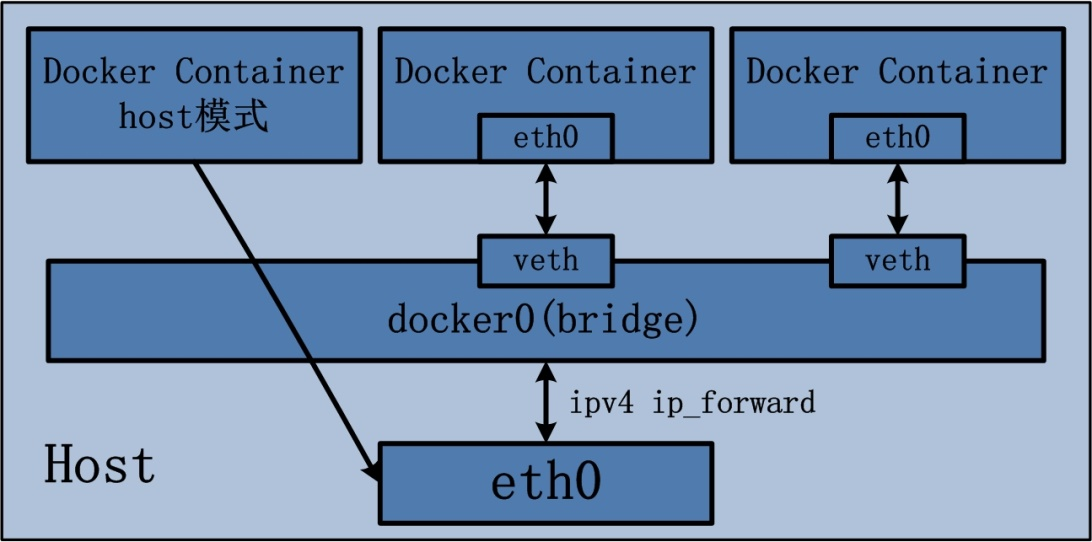 Docker Container
host模式
Docker Container
eth0
Docker Container
eth0
veth
veth
docker0(bridge)
ipv4 ip_forward
Host
eth0